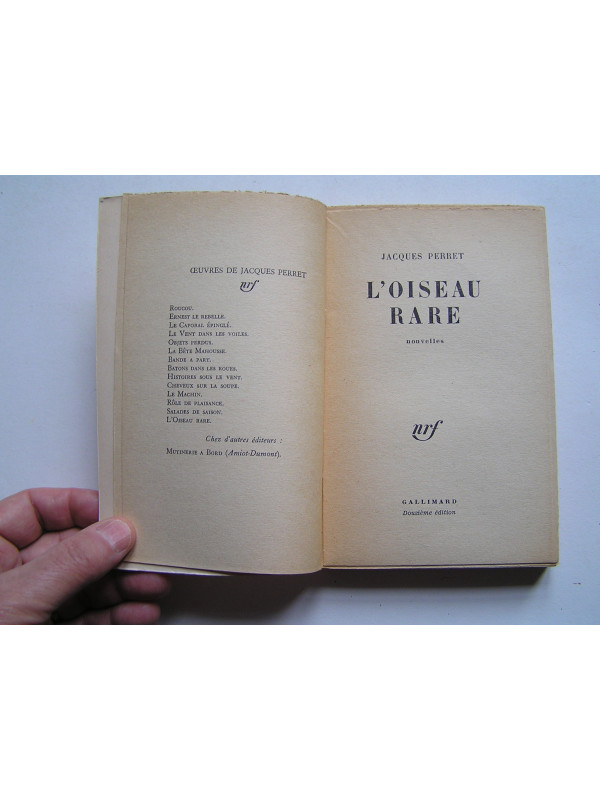 ŒUVRES DE JACQUES PERRET
nrf
ROUCOU.
ERNEST LE REBELLE.
LE CAPORAL ÉPINGLÉ.
LE VENT DANS LES VOILES.
OBJETS PERDUS.
LA BÊTE MAHOUSSE.
BANDE A PART.
BATONS DANS LES ROUES.
HISTOIRES SOUS LE VENT.
CHEVEUX SUR LA SOUPE.
LE MACHIN.
RÔLE DE PLAISANCE.
SALADES DE SAISON.
L'OISEAU RARE.
Chez d'autres éditeurs :
MUTINERIE A BORD (Amiot-Dumont).
JACQUES PERRET
L'OISEAU
RARE
nouvelles
nrf
GALLIMARD
Douzième édition